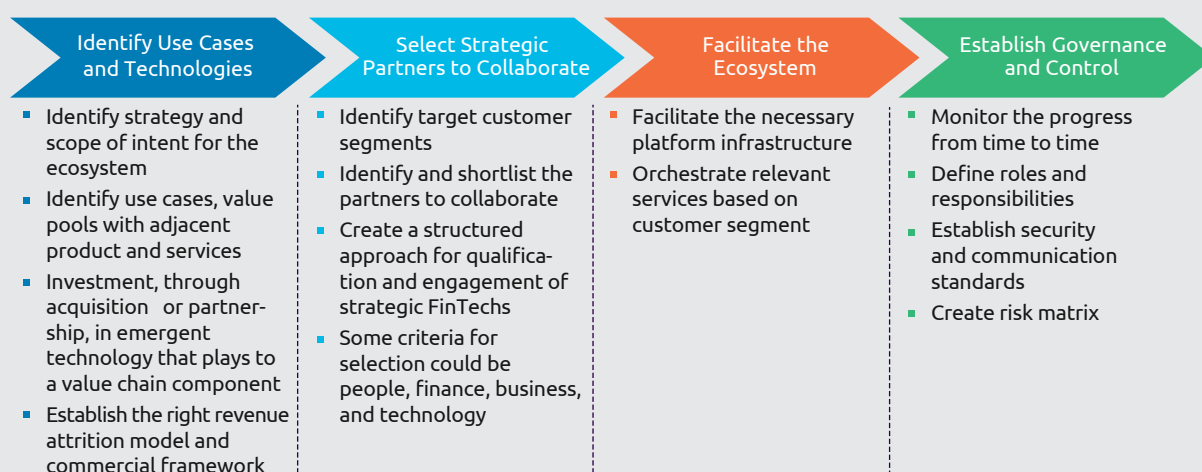 Identify Use Cases
and Technologies
Identify strategy and
scope of intent for the
ecosystem
Identify use cases, value
pools with adjacent
product and services
Investment, through
acquisition or partner-
ship, in emergent
technology that plays to
a value chain component
Establish the right revenue
attrition model and
commercial framework
Select Strategic
Partners to Collaborate
Identify target customer
segments
Identify and shortlist the
partners to collaborate
Create a structured
approach for qualifica-
tion and engagement of
strategic FinTechs
Some criteria for
selection could be
people, finance, business,
and technology
Facilitate the
Ecosystem
Facilitate the necessary
platform infrastructure
Orchestrate relevant
services based on
customer segment
Establish Governance
and Control
Monitor the progress
from time to time
Define roles and
responsibilities
Establish security
and communication
standards
Create risk matrix